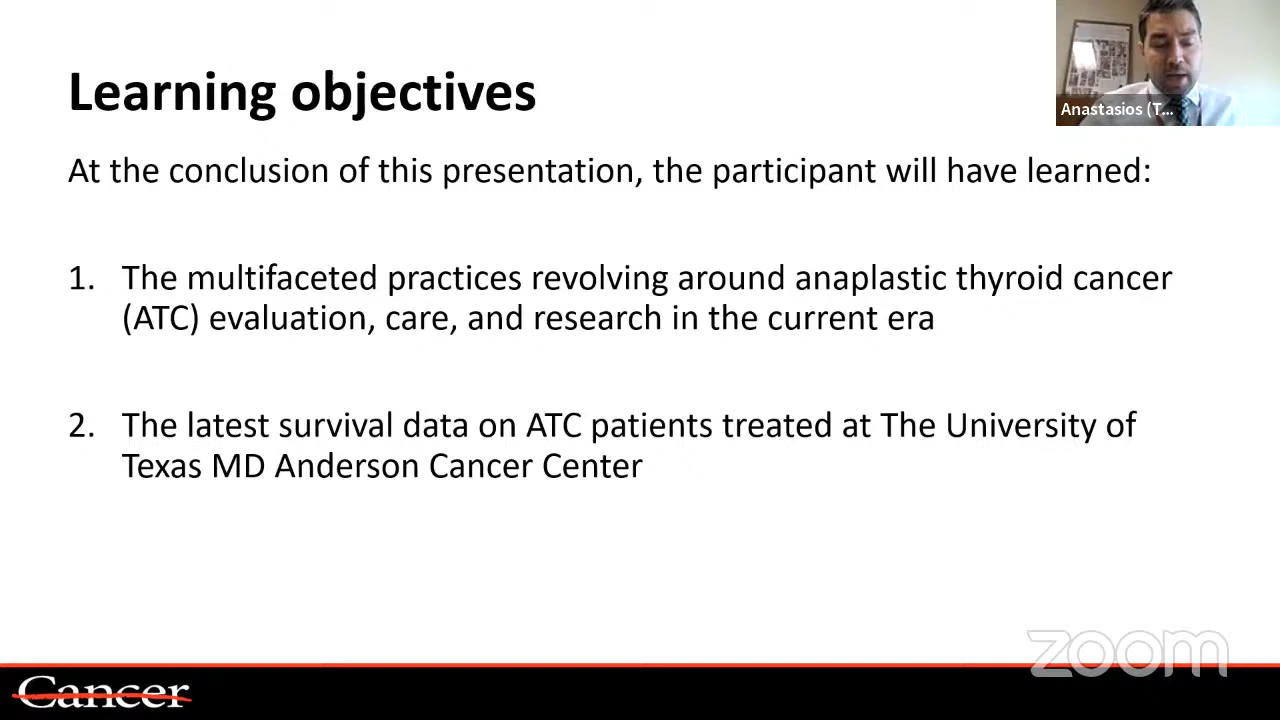 Learning objectives
Anastasios (T...
At the conclusion of this presentation, the participant will have learned:
1. The multifaceted practices revolving around anaplastic thyroid cancer
(ATC) evaluation, care, and research in the current era
2. The latest survival data on ATC patients treated at The University of
Texas MD Anderson Cancer Center
zoom
Cancer